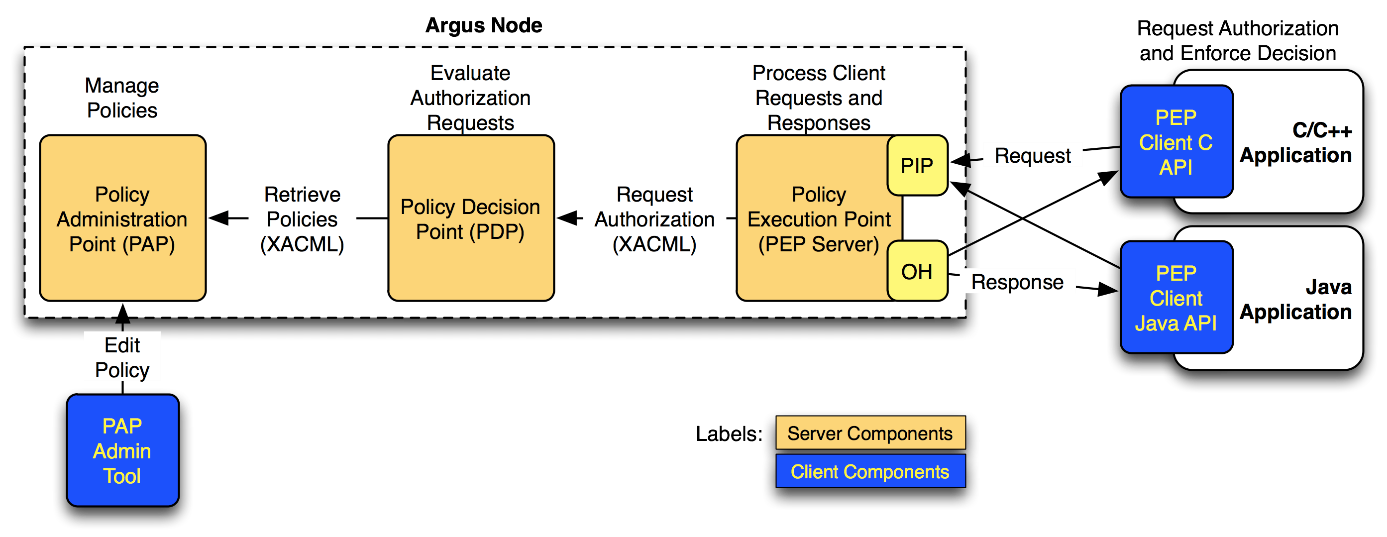 Argus Node
Request Authorization
and Enforce Decision
Manage
Policies
Evaluate
Authorization
Requests
Process Client
Requests and
Responses
Policy
Administration
Point (PAP)
Retrieve
Policies
(XACML)
Policy Decision
Point (PDP)
Request
Authorization
(XACML)
Policy
Execution Point
(PEP Server)
PIP
OH
Request
Response
PEP
Client C
API
C/C++
Application
PEP
Client
Java API
Java
Application
Edit
Policy
PAP
Admin
Tool
Labels:
Server Components
Client Components